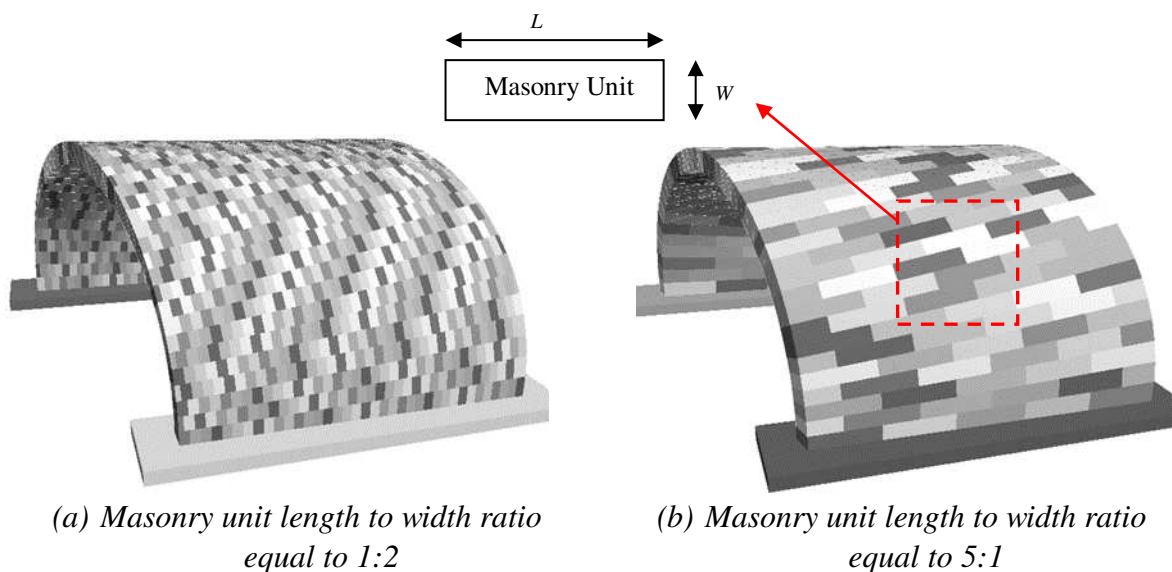 L
Masonry Unit
W
(a) Masonry unit length to width ratio
equal to 1:2
(b) Masonry unit length to width ratio
equal to 5:1